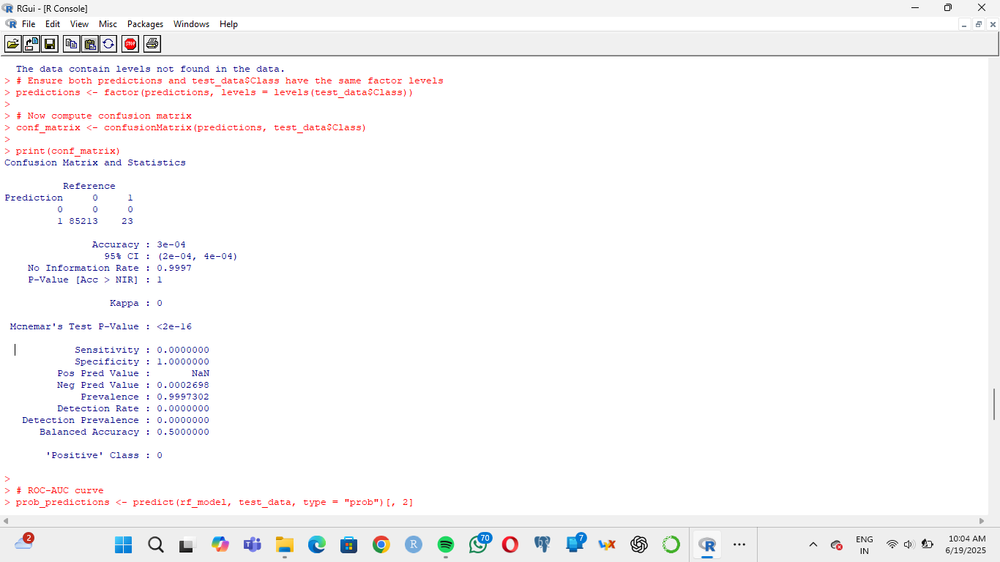 RGui - [R Console]
File Edit View Misc Packages Windows Help
STOP
The data contain levels not found in the data.
> # Ensure both predictions and test_data$Class have the same factor levels
> predictions <- factor(predictions, levels = levels(test_data$Class))
>
> # Now compute confusion matrix
> conf_matrix <- confusionMatrix(predictions, test_data$Class)
>
> print(conf_matrix)
Confusion Matrix and Statistics
Reference
Prediction 0 1
0 0 0
1 85213 23
Accuracy : 3e-04
95% CI : (2e-04, 4e-04)
No Information Rate : 0.9997
P-Value [Acc > NIR] : 1
Kappa : 0
Mcnemar's Test P-Value : <2e-16
Sensitivity : 0.0000000
Specificity : 1.0000000
Pos Pred Value : NaN
Neg Pred Value : 0.0002698
Prevalence : 0.9997302
Detection Rate : 0.0000000
Detection Prevalence : 0.0000000
Balanced Accuracy : 0.5000000
'Positive' Class : 0
>
> # ROC-AUC curve
> prob_predictions <- predict(rf_model, test_data, type = "prob")[, 2]
2
70
7
ENG
IN
10:04 AM
6/19/2025